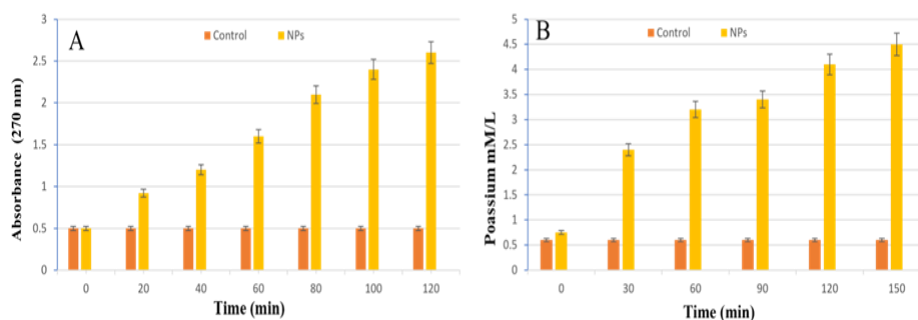 A
Control NPs
3
2.5
2
1.5
1
0.5
0
Absorbance (270 nm)
0 20 40 60 80 100 120
Time (min)
B
Control NPs
5
4.5
4
3.5
3
2.5
2
1.5
1
0.5
0
Poassium mM/L
0 30 60 90 120 150
Time (min)